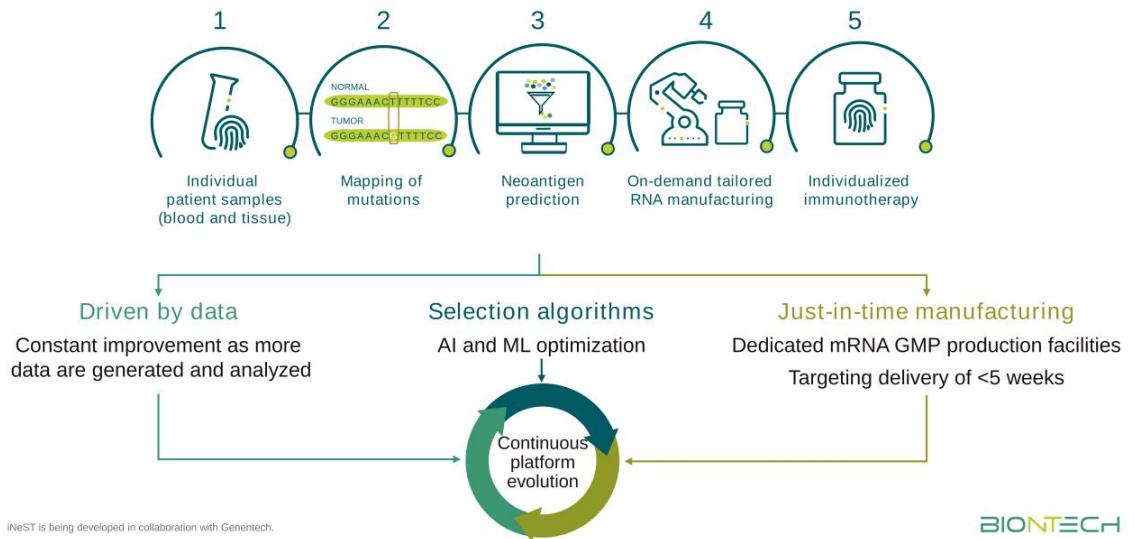 1
2
3
4
5
NORMAL
GGGAAACTTTTTCC
TUMOR
GGGAAACGTTTTCC
Individual
patient samples
(blood and tissue)
Mapping of
mutations
Neoantigen
prediction
On-demand tailored
RNA manufacturing
Individualized
immunotherapy
Driven by data
Constant improvement as more
data are generated and analyzed
Selection algorithms
AI and ML optimization
Just-in-time manufacturing
Dedicated mRNA GMP production facilities
Targeting delivery of <5 weeks
Continuous
platform
evolution
iNeST is being developed in collaboration with Genentech.
BIONTECH